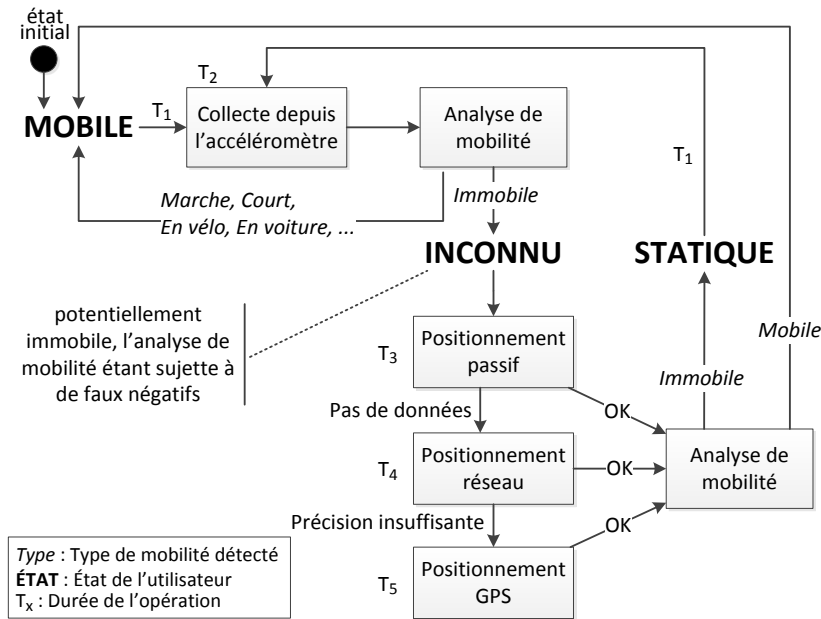 état
initial
MOBILE
T1
T2
Collecte depuis
l'accéléromètre
Analyse de
mobilité
Marche, Court,
En vélo, En voiture, ...
Immobile
INCONNU
STATIQUE
T1
potentiellement
immobile, l'analyse de
mobilité étant sujette à
de faux négatifs
T3
Positionnement
passif
Immobile
Mobile
Pas de données
OK
T4
Positionnement
réseau
OK
Analyse de
mobilité
Précision insuffisante
OK
T5
Positionnement
GPS
Type : Type de mobilité détecté
ÉTAT : État de l'utilisateur
Tx : Durée de l'opération